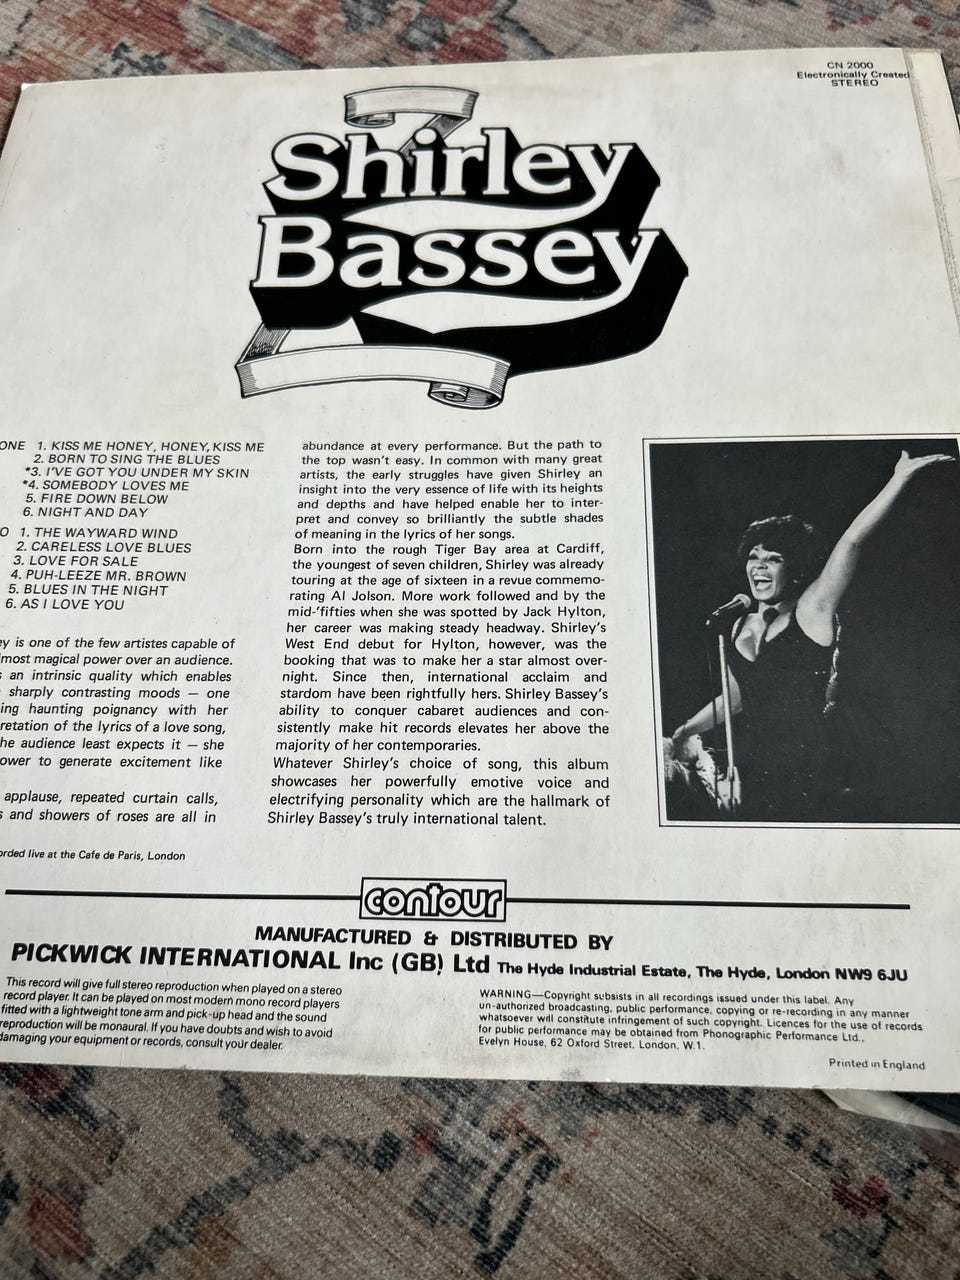 CN 2000
Electronically Created
STEREO
Shirley
Bassey
ONE 1. KISS ME HONEY, HONEY, KISS ME
2. BORN TO SING THE BLUES
*3. I'VE GOT YOU UNDER MY SKIN
*4. SOMEBODY LOVES ME
5. FIRE DOWN BELOW
6. NIGHT AND DAY
O 1. THE WAYWARD WIND
2. CARELESS LOVE BLUES
3. LOVE FOR SALE
4. PUH-LEEZE MR. BROWN
5. BLUES IN THE NIGHT
6. AS I LOVE YOU
ey is one of the few artistes capable of
lmost magical power over an audience.
s an intrinsic quality which enables
sharply contrasting moods — one
ing haunting poignancy with her
retation of the lyrics of a love song,
he audience least expects it — she
ower to generate excitement like
applause, repeated curtain calls,
s and showers of roses are all in
orded live at the Cafe de Paris, London
abundance at every performance. But the path to
the top wasn't easy. In common with many great
artists, the early struggles have given Shirley an
insight into the very essence of life with its heights
and depths and have helped enable her to inter-
pret and convey so brilliantly the subtle shades
of meaning in the lyrics of her songs.
Born into the rough Tiger Bay area at Cardiff,
the youngest of seven children, Shirley was already
touring at the age of sixteen in a revue commemo-
rating Al Jolson. More work followed and by the
mid-'fifties when she was spotted by Jack Hylton,
her career was making steady headway. Shirley's
West End debut for Hylton, however, was the
booking that was to make her a star almost over-
night. Since then, international acclaim and
stardom have been rightfully hers. Shirley Bassey's
ability to conquer cabaret audiences and con-
sistently make hit records elevates her above the
majority of her contemporaries.
Whatever Shirley's choice of song, this album
showcases her powerfully emotive voice and
electrifying personality which are the hallmark of
Shirley Bassey's truly international talent.
contour
MANUFACTURED & DISTRIBUTED BY
PICKWICK INTERNATIONAL Inc (GB) Ltd The Hyde Industrial Estate, The Hyde, London NW9 6JU
This record will give full stereo reproduction when played on a stereo
record player. It can be played on most modern mono record players
fitted with a lightweight tone arm and pick-up head and the sound
reproduction will be monaural. If you have doubts and wish to avoid
damaging your equipment or records, consult your dealer.
WARNING—Copyright subsists in all recordings issued under this label. Any
un-authorized broadcasting, public performance, copying or re-recording in any manner
whatsoever will constitute infringement of such copyright. Licences for the use of records
for public performance may be obtained from Phonographic Performance Ltd.,
Evelyn House, 62 Oxford Street, London, W.1.
Printed in England